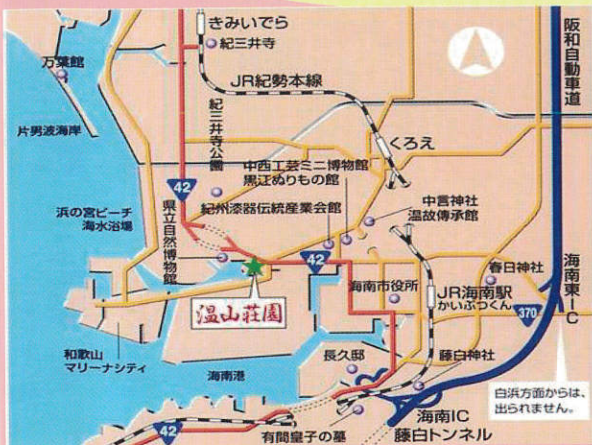 きみいでら
紀三井寺
万葉館
JR紀勢本線
阪和自動車道
片男波海岸
紀三井寺公園
くろえ
中西工芸ミニ博物館
黒江ぬりもの館
42
浜の宮ビーチ
海水浴場
県立自然博物館
紀州漆器伝統産業会館
中言神社
温故伝承館
42
温山荘園
海南市役所
JR海南駅
かいぶつくん
春日神社
海南東IC
370
和歌山
マリーナシティ
海南港
長久邸
藤白神社
白浜方面からは、
出られません。
42
有間皇子の墓
海南IC
藤白トンネル